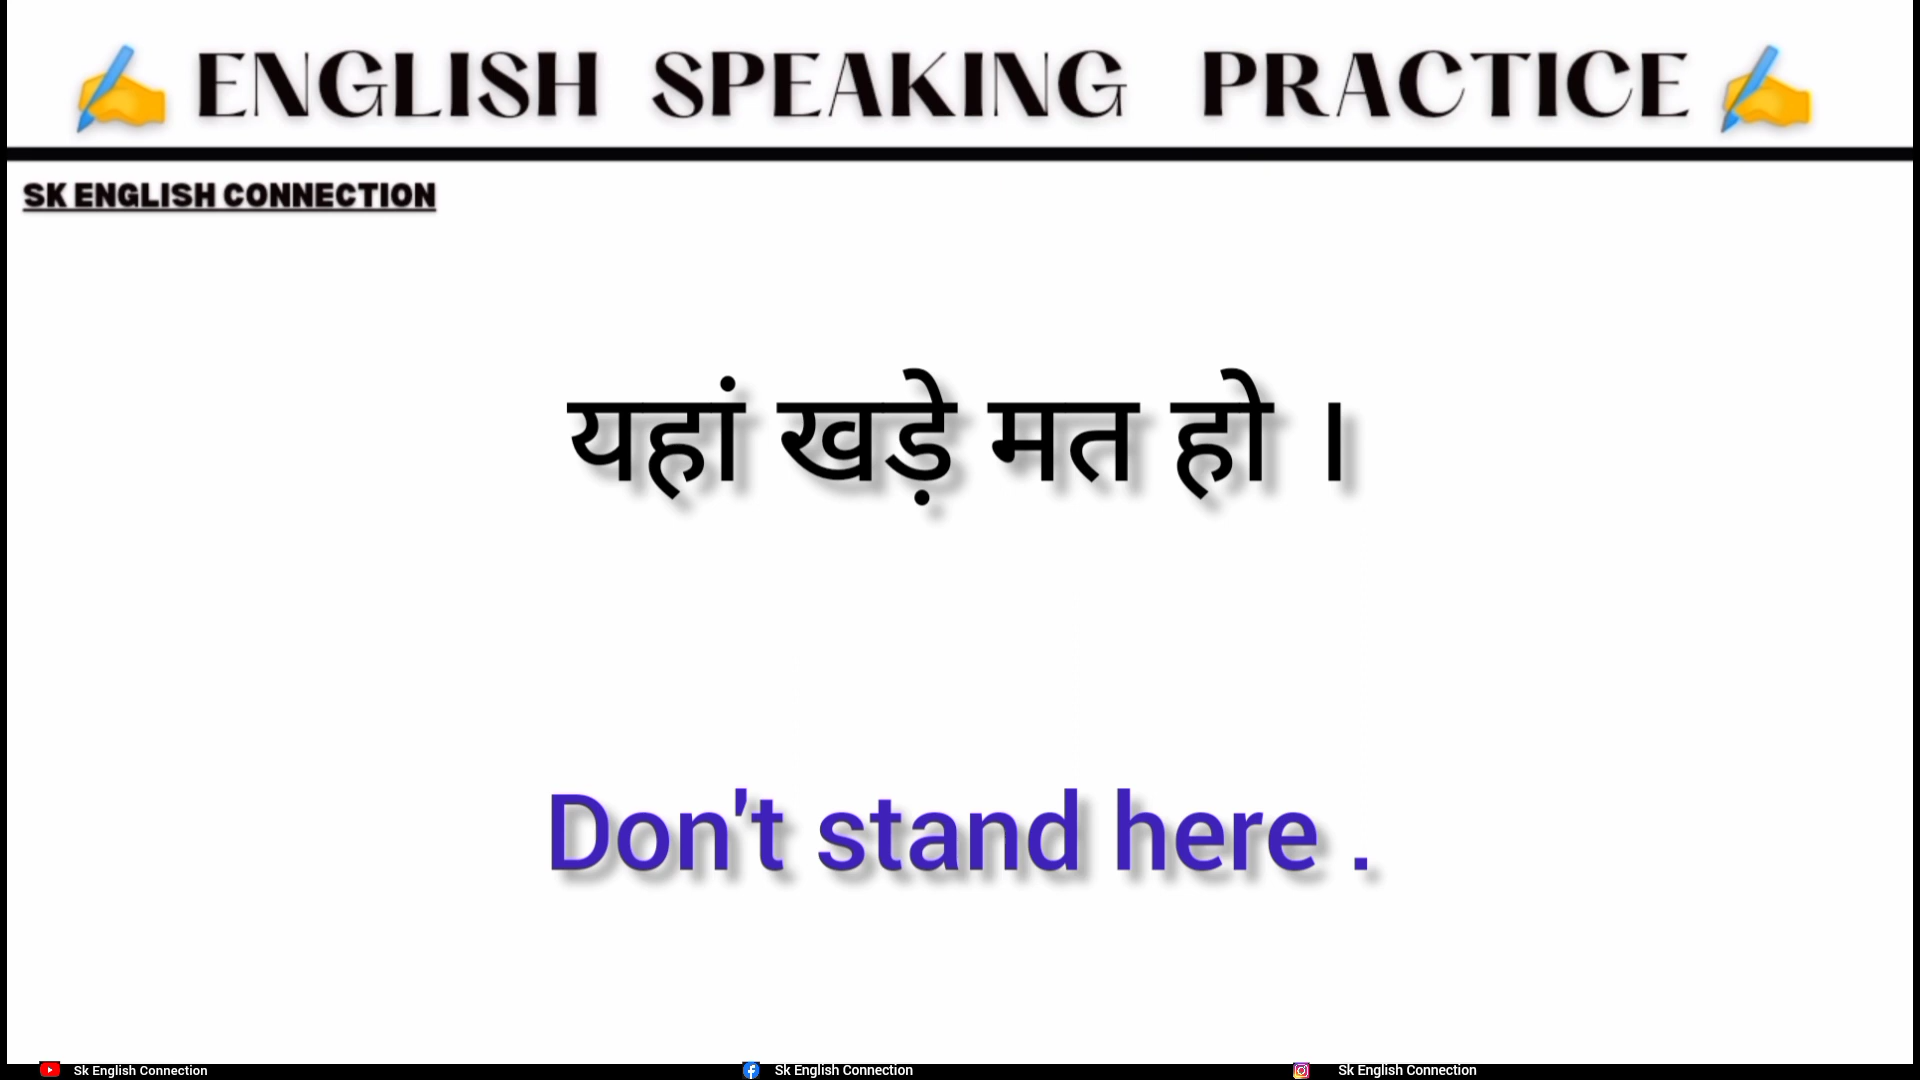 ✍ ENGLISH SPEAKING PRACTICE ✍
SK ENGLISH CONNECTION
यहां खड़े मत हो ।
Don't stand here .
Sk English Connection Sk English Connection Sk English Connection